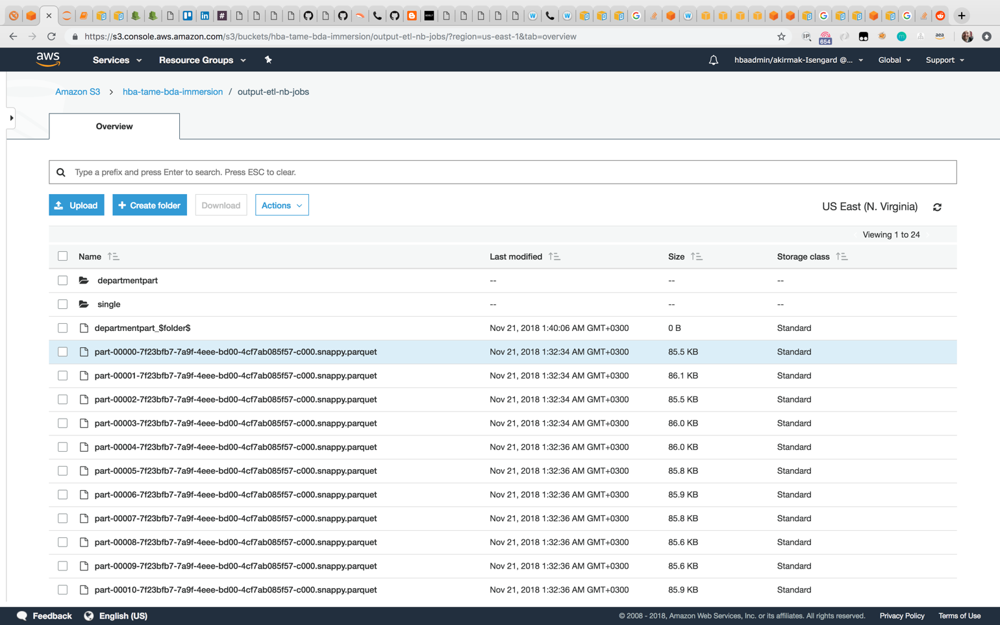 https://s3.console.aws.amazon.com/s3/buckets/hba-tame-bda-immersion/output-etl-nb-jobs/?region=us-east-1&tab=overview
654
aea
aws
Services
Resource Groups
hbaadmin/akirmak-Isengard @...
Global
Support
Amazon S3 > hba-tame-bda-immersion / output-etl-nb-jobs
Overview
Type a prefix and press Enter to search. Press ESC to clear.
Upload
+ Create folder
Download
Actions
US East (N. Virginia)
Viewing 1 to 24
Name Last modified Size Storage class
departmentpart -- -- --
single -- -- --
departmentpart_$folder$ Nov 21, 2018 1:40:06 AM GMT+0300 0 B Standard
part-00000-7f23bfb7-7a9f-4eee-bd00-4cf7ab085f57-c000.snappy.parquet Nov 21, 2018 1:32:34 AM GMT+0300 85.5 KB Standard
part-00001-7f23bfb7-7a9f-4eee-bd00-4cf7ab085f57-c000.snappy.parquet Nov 21, 2018 1:32:34 AM GMT+0300 86.1 KB Standard
part-00002-7f23bfb7-7a9f-4eee-bd00-4cf7ab085f57-c000.snappy.parquet Nov 21, 2018 1:32:34 AM GMT+0300 85.5 KB Standard
part-00003-7f23bfb7-7a9f-4eee-bd00-4cf7ab085f57-c000.snappy.parquet Nov 21, 2018 1:32:34 AM GMT+0300 86.0 KB Standard
part-00004-7f23bfb7-7a9f-4eee-bd00-4cf7ab085f57-c000.snappy.parquet Nov 21, 2018 1:32:36 AM GMT+0300 86.0 KB Standard
part-00005-7f23bfb7-7a9f-4eee-bd00-4cf7ab085f57-c000.snappy.parquet Nov 21, 2018 1:32:36 AM GMT+0300 85.8 KB Standard
part-00006-7f23bfb7-7a9f-4eee-bd00-4cf7ab085f57-c000.snappy.parquet Nov 21, 2018 1:32:36 AM GMT+0300 85.9 KB Standard
part-00007-7f23bfb7-7a9f-4eee-bd00-4cf7ab085f57-c000.snappy.parquet Nov 21, 2018 1:32:36 AM GMT+0300 85.8 KB Standard
part-00008-7f23bfb7-7a9f-4eee-bd00-4cf7ab085f57-c000.snappy.parquet Nov 21, 2018 1:32:36 AM GMT+0300 85.6 KB Standard
part-00009-7f23bfb7-7a9f-4eee-bd00-4cf7ab085f57-c000.snappy.parquet Nov 21, 2018 1:32:36 AM GMT+0300 85.6 KB Standard
part-00010-7f23bfb7-7a9f-4eee-bd00-4cf7ab085f57-c000.snappy.parquet Nov 21, 2018 1:32:36 AM GMT+0300 85.9 KB Standard
Feedback
English (US)
© 2008 - 2018, Amazon Web Services, Inc. or its affiliates. All rights reserved.
Privacy Policy
Terms of Use